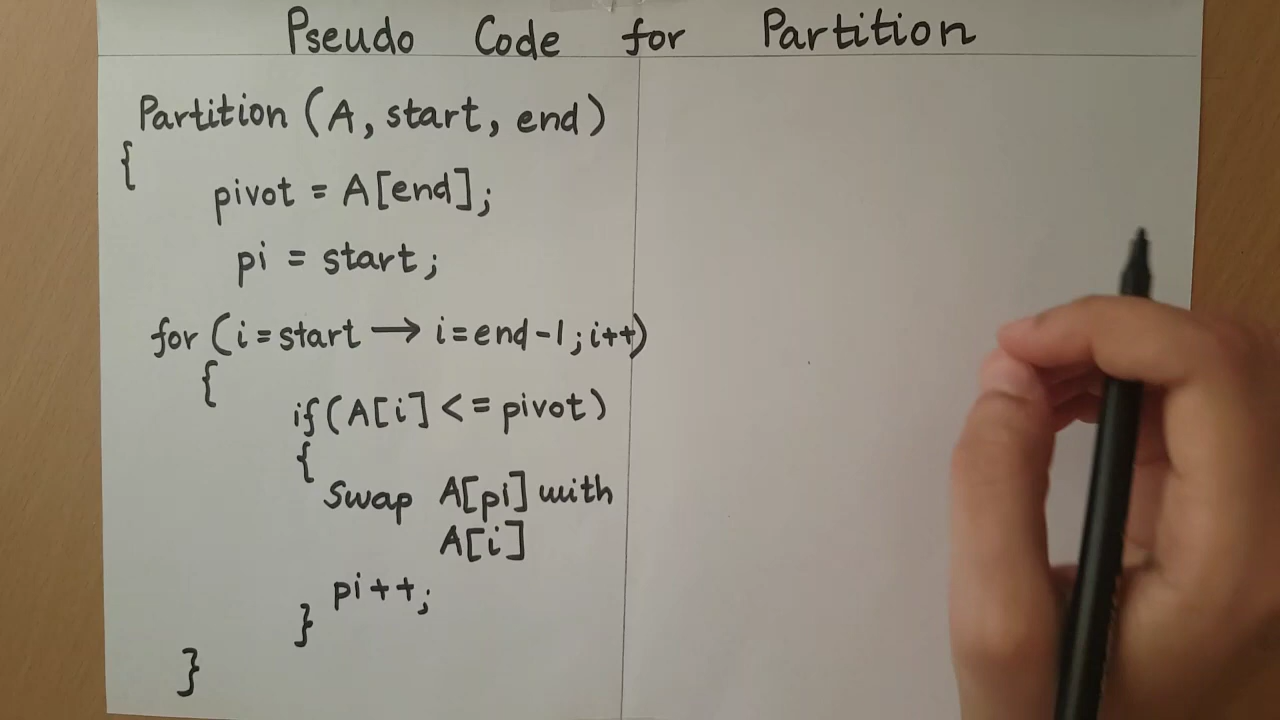 Pseudo Code for Partition
Partition (A, start, end)
{
pivot = A[end];
pi = start;
for (i=start → i=end-1; i++)
{
if (A[i] <= pivot)
{
Swap A[pi] with
A[i]
pi++;
}
}